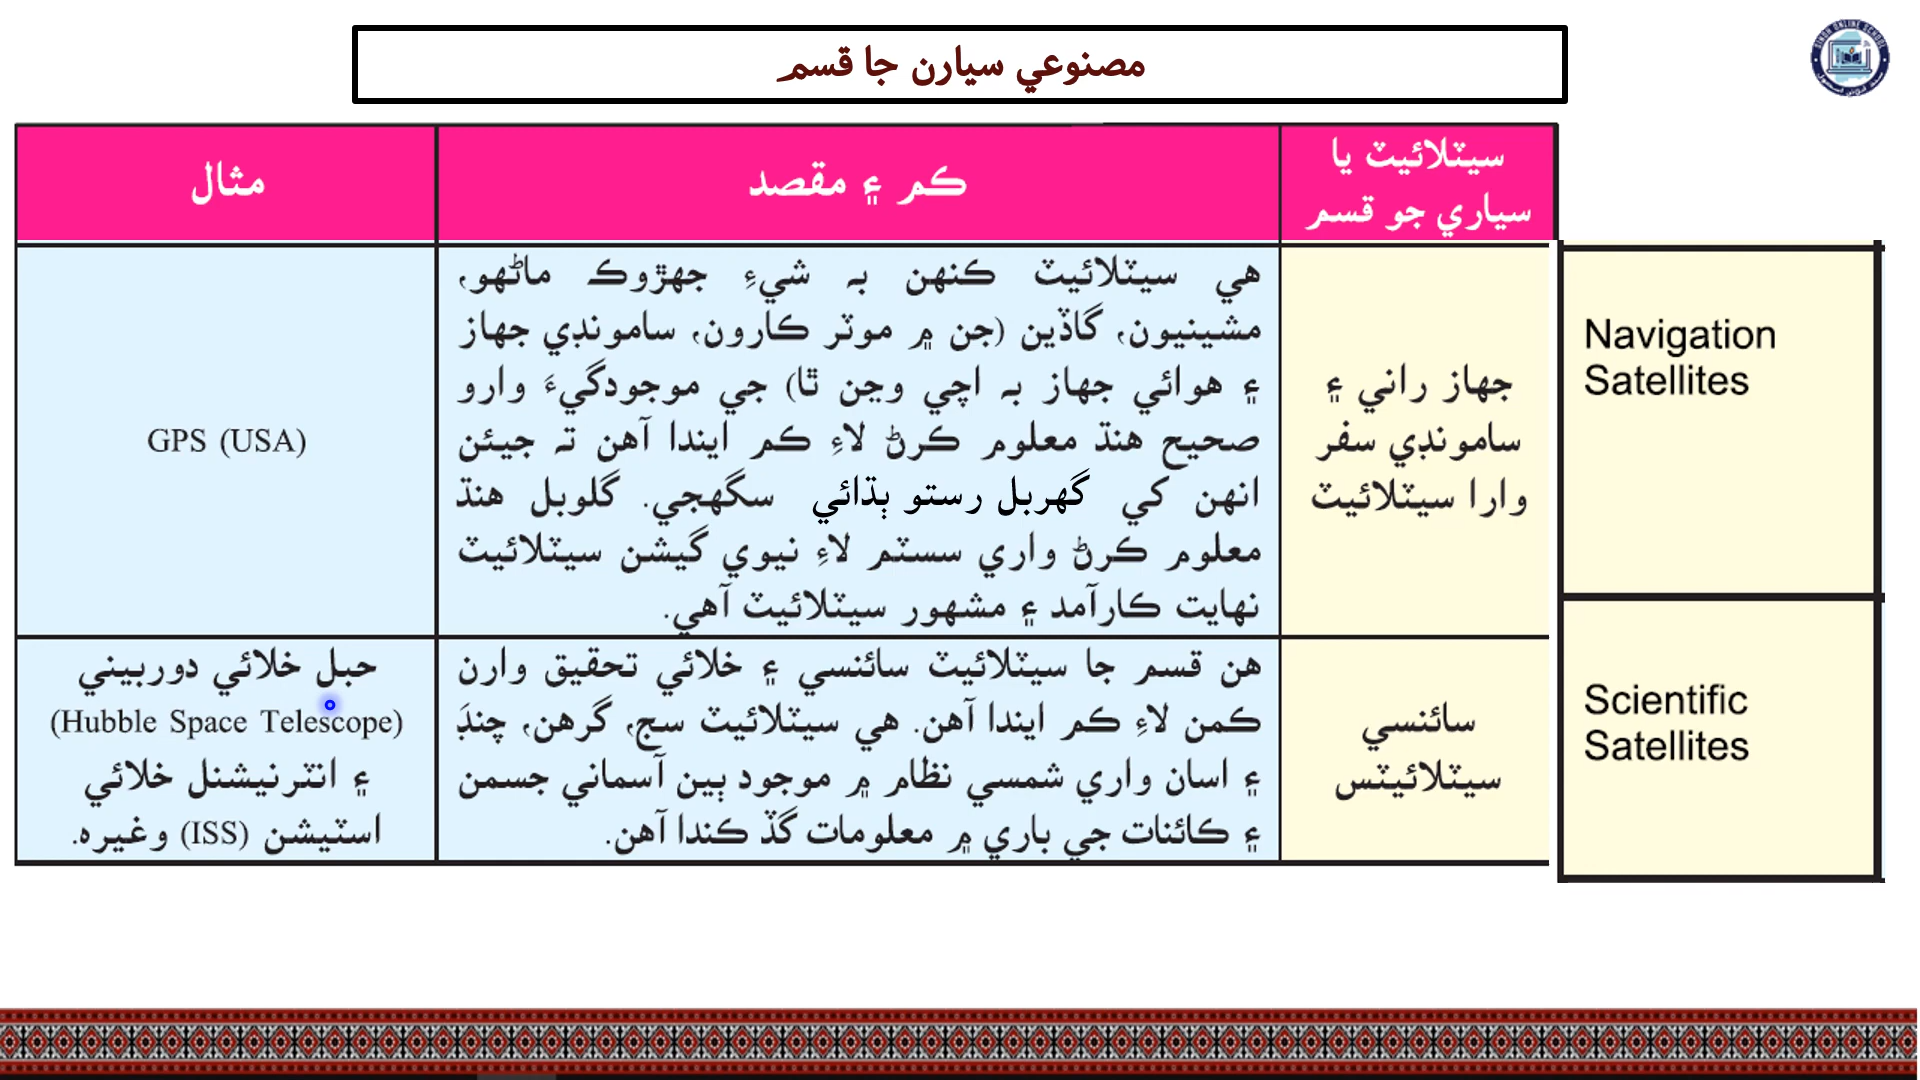 مصنوعي سيارن جا قسم
سيٽلائيٽ يا
سياري جو قسم
ڪم ۽ مقصد
مثال
Navigation
Satellites
جهاز راني ۽
سامونڊي سفر
وارا سيٽلائيٽ
هي سيٽلائيٽ ڪنهن بہ شيءِ جهڙوڪ ماڻهو،
مشينيون، گاڏين (جن ۾ موٽر ڪارون، سامونڊي جهاز
۽ هوائي جهاز بہ اچي وڃن ٿا) جي موجودگيءَ وارو
صحيح هنڌ معلوم ڪرڻ لاءِ ڪم ايندا آهن تہ جيئن
انهن کي گهربل رستو ٻڌائي سگهجي. گلوبل هنڌ
معلوم ڪرڻ واري سسٽم لاءِ نيوي گيشن سيٽلائيٽ
نهايت ڪارآمد ۽ مشهور سيٽلائيٽ آهي.
GPS (USA)
Scientific
Satellites
سائنسي
سيٽلائيٽس
هن قسم جا سيٽلائيٽ سائنسي ۽ خلائي تحقيق وارن
ڪمن لاءِ ڪم ايندا آهن. هي سيٽلائيٽ سج، گرهن، چنڊَ
۽ اسان واري شمسي نظام ۾ موجود ٻين آسماني جسمن
۽ ڪائنات جي باري ۾ معلومات گڏ ڪندا آهن.
حبل خلائي دوربيني
(Hubble Space Telescope)
۽ انٽرنيشنل خلائي
اسٽيشن (ISS) وغيره.